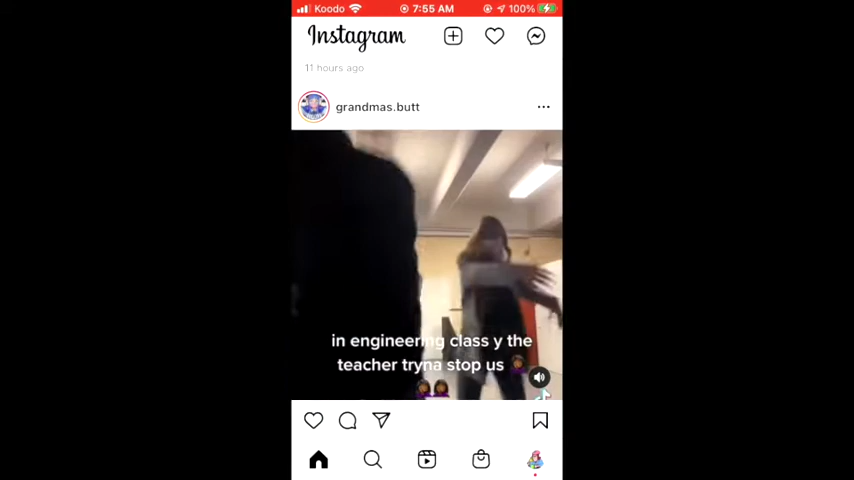 Koodo 7:55 AM 100%
Instagram
11 hours ago
grandmas.butt
in engineering class y the
teacher tryna stop us